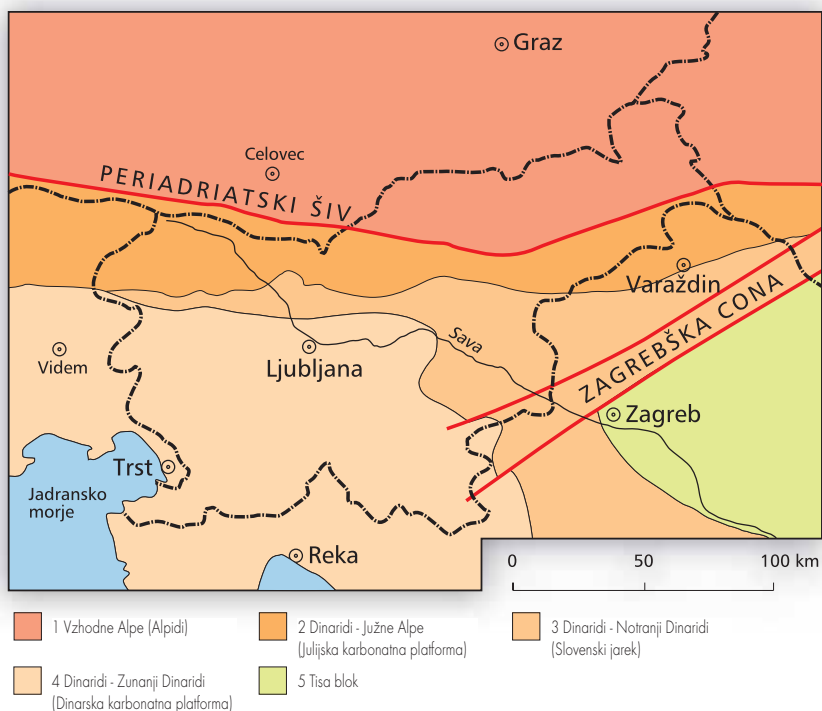 Graz
Celovec
PERIADRIATSKI ŠIV
Varaždin
ZAGREBŠKA CONA
Sava
Videm
Ljubljana
Zagreb
Trst
Jadransko
morje
Reka
0 50 100 km
1 Vzhodne Alpe (Alpidi)
2 Dinaridi - Južne Alpe
(Julijska karbonatna platforma)
3 Dinaridi - Notranji Dinaridi
(Slovenski jarek)
4 Dinaridi - Zunanji Dinaridi
(Dinarska karbonatna platforma)
5 Tisa blok